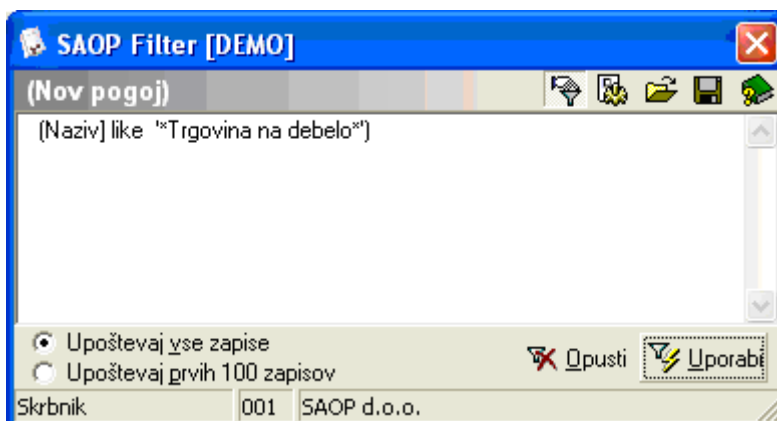 SAOP Filter [DEMO]
(Nov pogoj)
(Naziv] like '*Trgovina na debelo*')
Upoštevaj vse zapise
Upoštevaj prvih 100 zapisov
Opusti
Uporabi
Skrbnik 001 SAOP d.o.o.